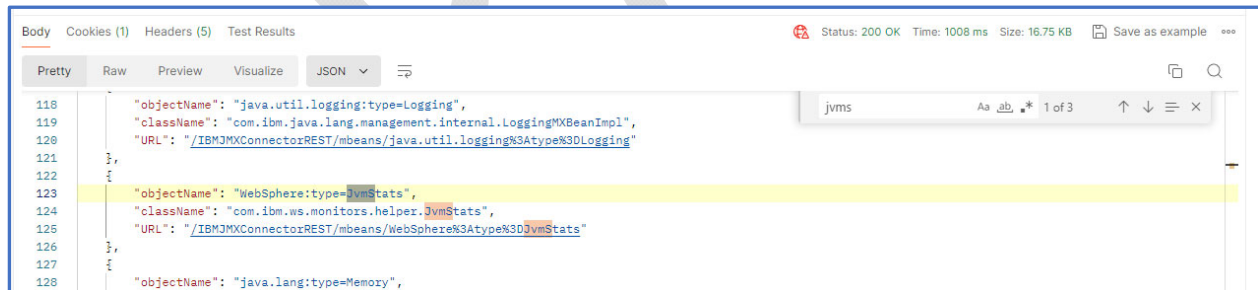 Body Cookies (1) Headers (5) Test Results Status: 200 OK Time: 1008 ms Size: 16.75 KB Save as example
Pretty Raw Preview Visualize JSON
jvms Aa ab .* 1 of 3
118 "objectName": "java.util.logging:type=Logging",
119 "className": "com.ibm.java.lang.management.internal.LoggingMXBeanImpl",
120 "URL": "/IBMJMXConnectorREST/mbeans/java.util.logging%3Atype%3DLogging"
121 },
122 {
123 "objectName": "WebSphere:type=JvmStats",
124 "className": "com.ibm.ws.monitors.helper.JvmStats",
125 "URL": "/IBMJMXConnectorREST/mbeans/WebSphere%3Atype%3DJvmStats"
126 },
127 {
128 "objectName": "java.lang:type=Memory",